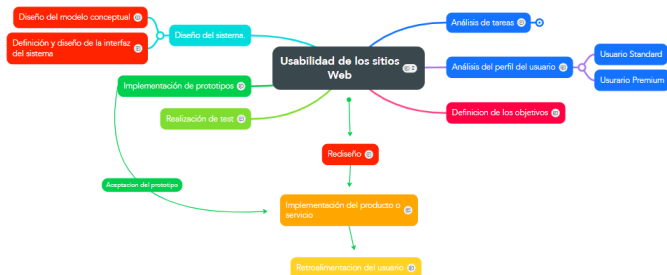 Diseño del modelo conceptual
Definición y diseño de la interfaz
del sistema
Diseño del sistema.
Implementación de prototipos
Realización de test
Usabilidad de los sitios
Web
2
Análisis de tareas
Análisis del perfil del usuario
Usuario Standard
Usurario Premium
Definicion de los objetivos
Rediseño
Aceptacion del prototipo
Implementación del producto o
servicio
Retroalimentacion del usuario